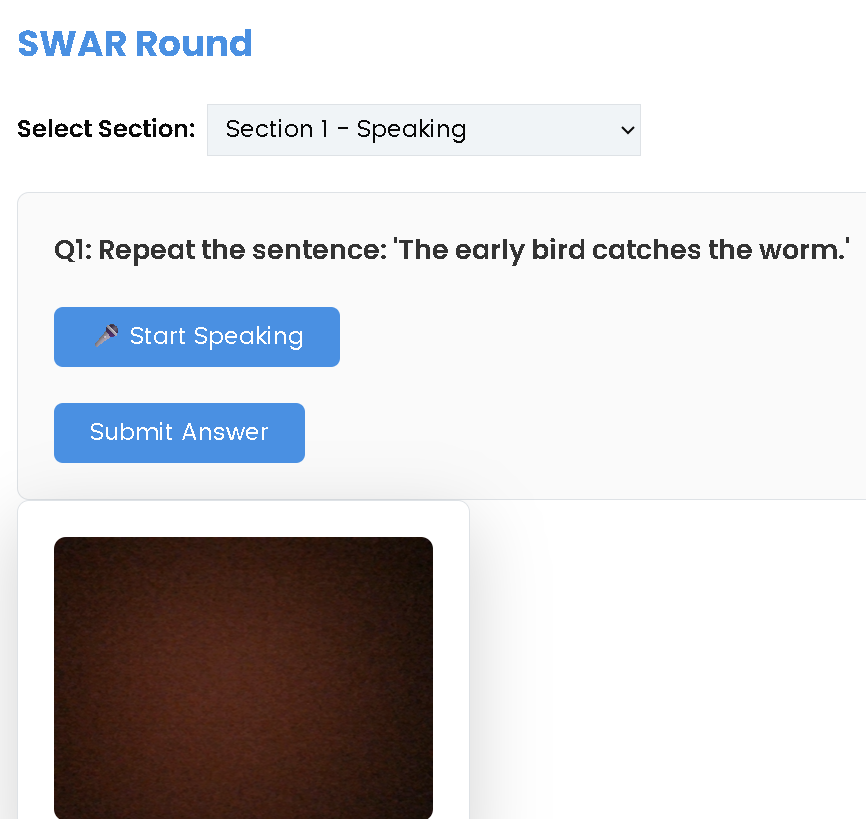 SWAR Round
Select Section: Section 1 - Speaking
Q1: Repeat the sentence: 'The early bird catches the worm.'
🎤 Start Speaking
Submit Answer